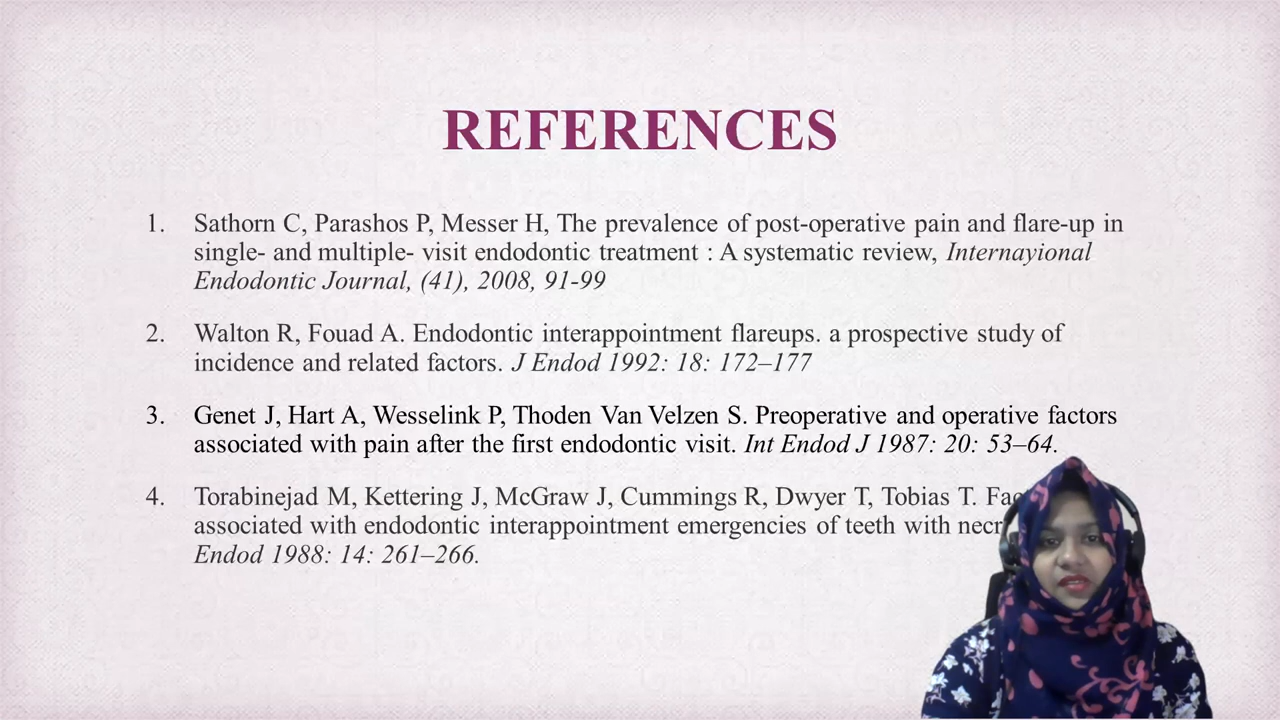 REFERENCES
1. Sathorn C, Parashos P, Messer H, The prevalence of post-operative pain and flare-up in
single- and multiple- visit endodontic treatment : A systematic review, Internayional
Endodontic Journal, (41), 2008, 91-99
2. Walton R, Fouad A. Endodontic interappointment flareups. a prospective study of
incidence and related factors. J Endod 1992: 18: 172–177
3. Genet J, Hart A, Wesselink P, Thoden Van Velzen S. Preoperative and operative factors
associated with pain after the first endodontic visit. Int Endod J 1987: 20: 53–64.
4. Torabinejad M, Kettering J, McGraw J, Cummings R, Dwyer T, Tobias T.
associated with endodontic interappointment emergencies of teeth with
Endod 1988: 14: 261–266.